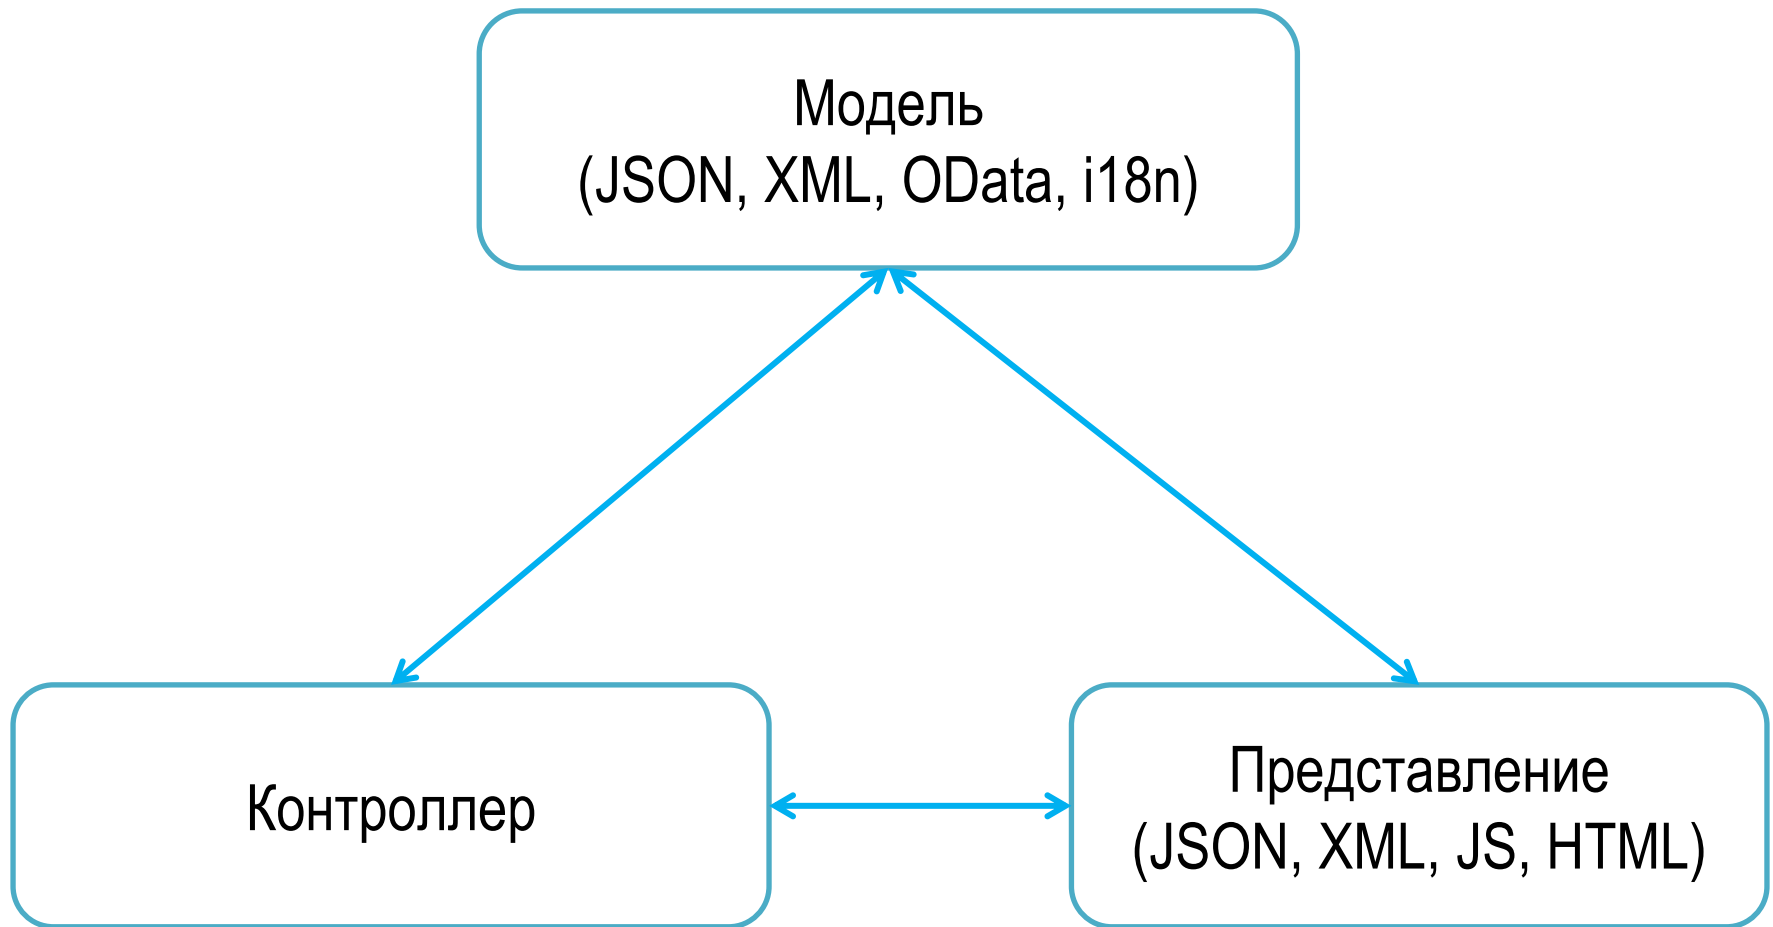 Модель
(JSON, XML, OData, i18n)
Контроллер
Представление
(JSON, XML, JS, HTML)